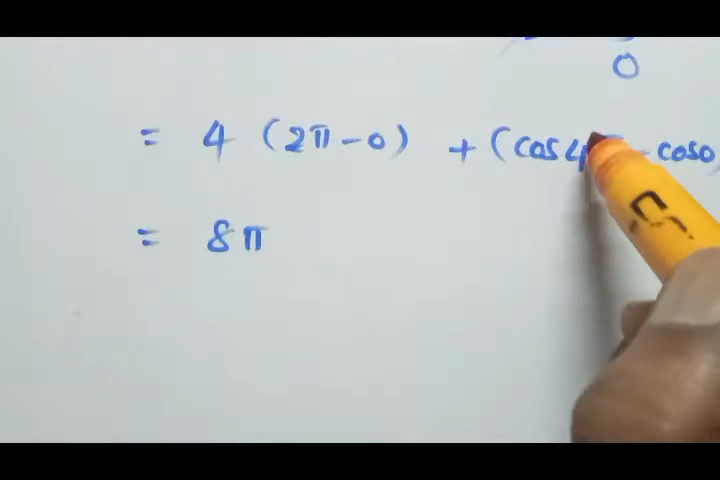 0
= 4 (2π - 0) + (cos4 - cos0
= 8π